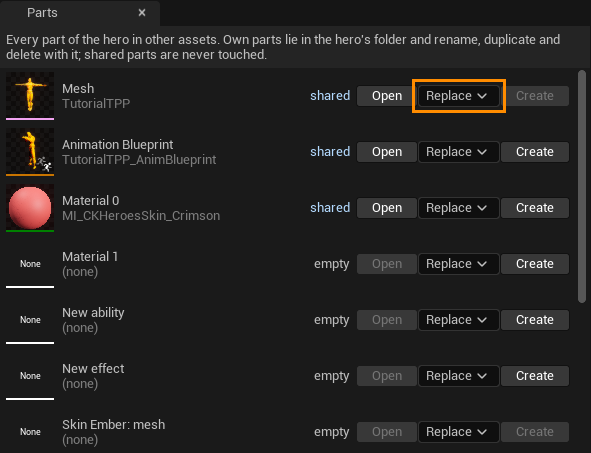 Parts
Every part of the hero in other assets. Own parts lie in the hero's folder and rename, duplicate and
delete with it; shared parts are never touched.
Mesh
TutorialTPP
shared Open Replace Create
Animation Blueprint
TutorialTPP_AnimBlueprint
shared Open Replace Create
Material 0
MI_CKHeroesSkin_Crimson
shared Open Replace Create
None
Material 1
(none)
empty Open Replace Create
None
New ability
(none)
empty Open Replace Create
None
New effect
(none)
empty Open Replace Create
None
Skin Ember: mesh
(none)
empty Open Replace Create